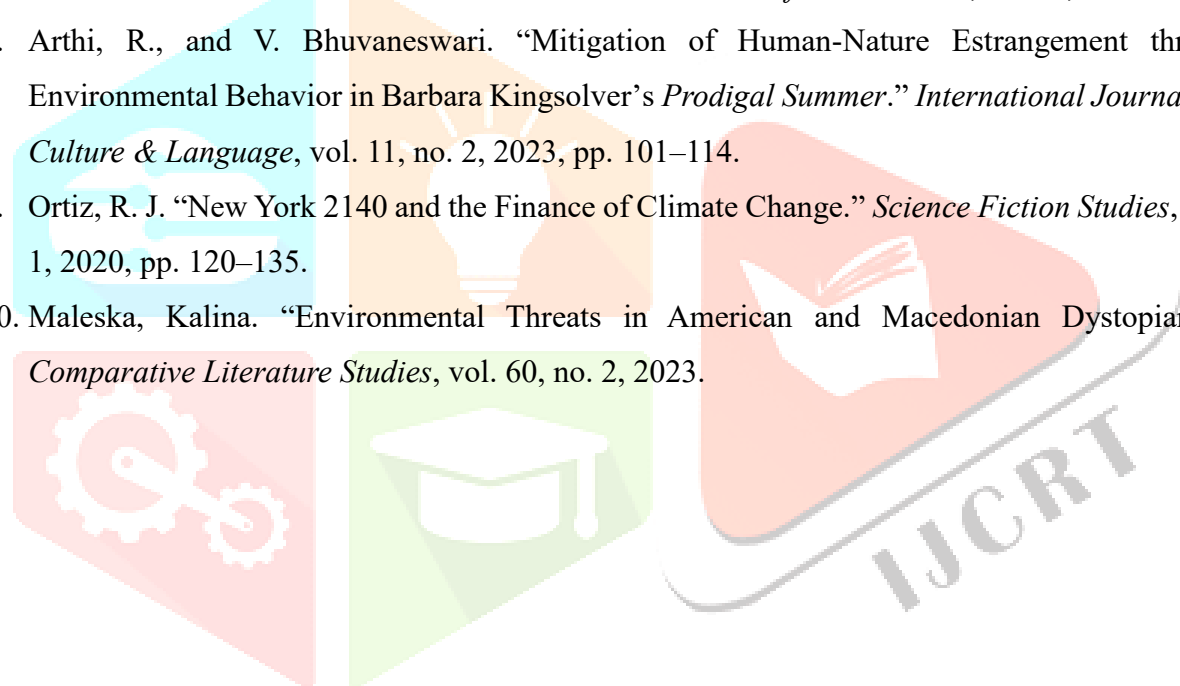 . Arthi, R., and V. Bhuvaneswari. “Mitigation of Human-Nature Estrangement
Environmental Behavior in Barbara Kingsolver’s Prodigal Summer.” International
Culture & Language, vol. 11, no. 2, 2023, pp. 101–114.
. Ortiz, R. J. “New York 2140 and the Finance of Climate Change.” Science Fiction Studies,
1, 2020, pp. 120–135.
0. Maleska, Kalina. “Environmental Threats in American and Macedonian
Comparative Literature Studies, vol. 60, no. 2, 2023.
IJCRT